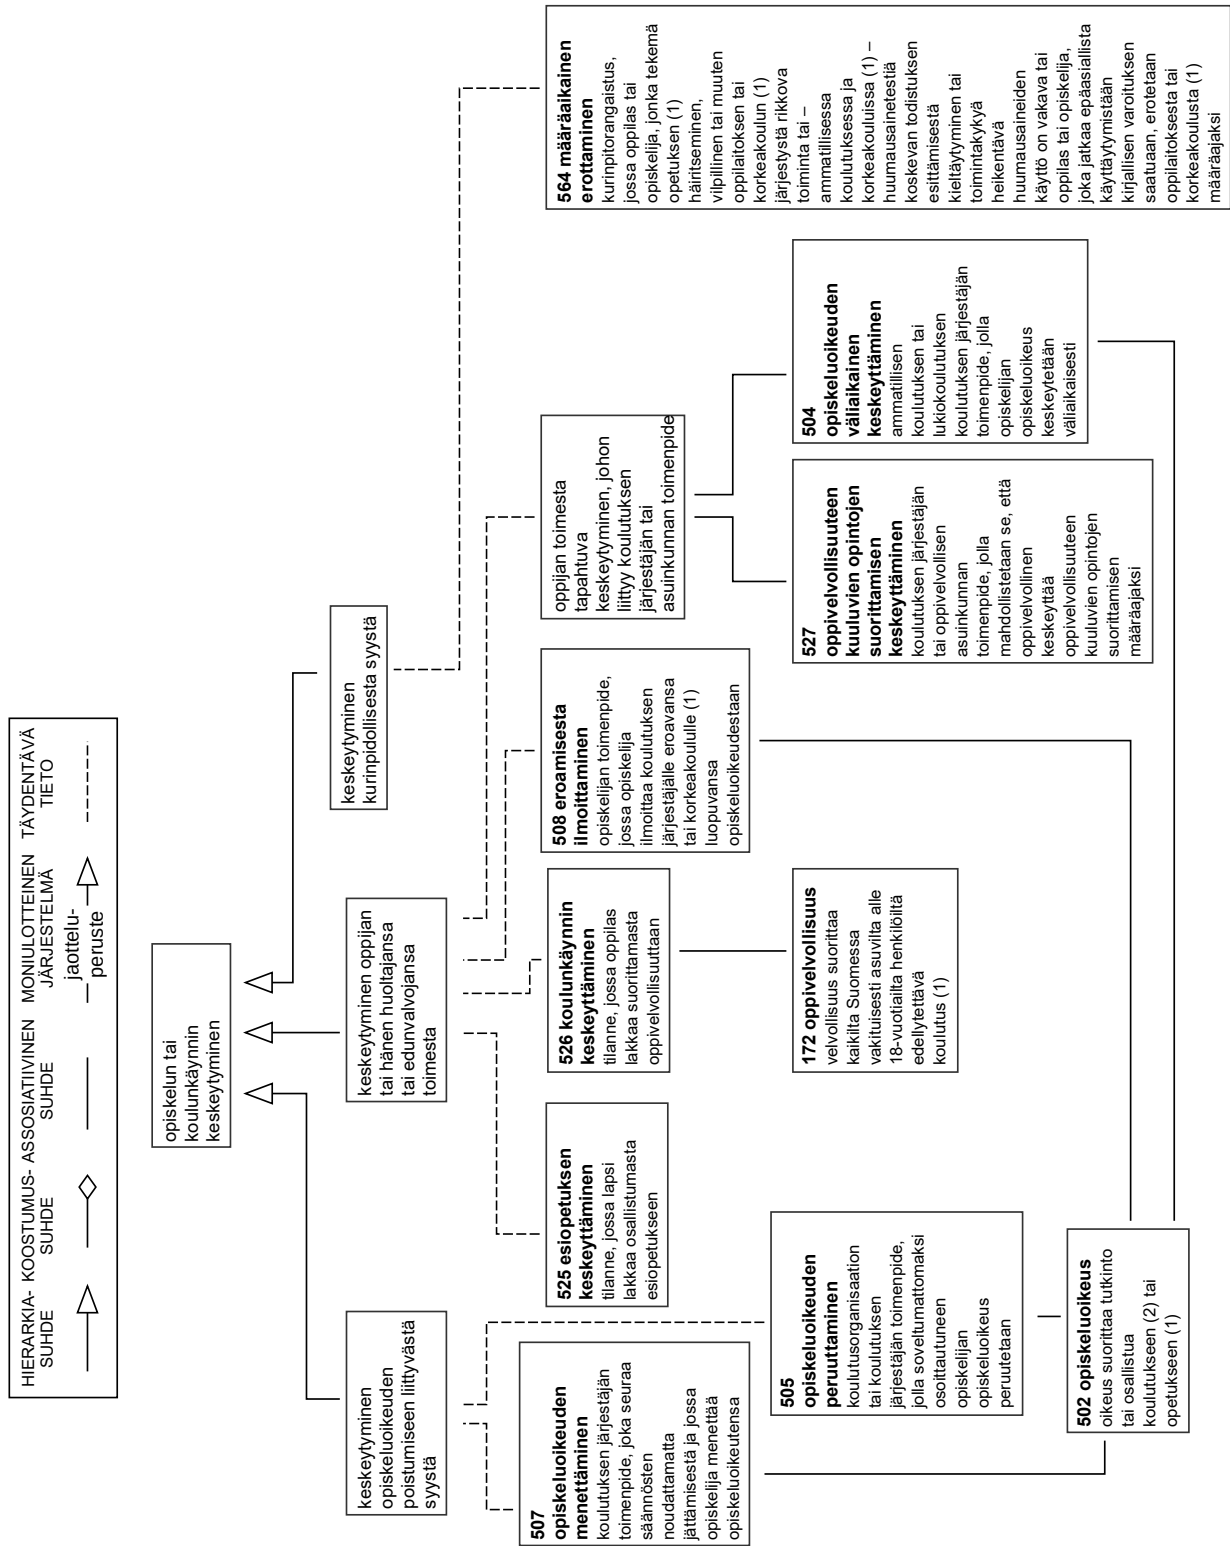 HIERARKIA- KOOSTUMUS- ASSOSIATIIVINEN MONIULOTTEINEN TÄYDENTÄVÄ
SUHDE SUHDE SUHDE JÄRJESTELMÄ TIETO
jaottelu-
peruste
opiskelun tai
koulunkäynnin
keskeytyminen
keskeytyminen
opiskeluoikeuden
poistumiseen liittyvästä
syystä
keskeytyminen oppijan
tai hänen huoltajansa
tai edunvalvojansa
toimesta
keskeytyminen
kurinpidollisesta syystä
507
opiskeluoikeuden
menettäminen
koulutuksen järjestäjän
toimenpide, joka seuraa
säännösten
noudattamatta
jättämisestä ja jossa
opiskelija menettää
opiskeluoikeutensa
525 esiopetuksen
keskeyttäminen
tilanne, jossa lapsi
lakkaa osallistumasta
esiopetukseen
526 koulunkäynnin
keskeyttäminen
tilanne, jossa oppilas
lakkaa suorittamasta
oppivelvollisuuttaan
508 eroamisesta
ilmoittaminen
opiskelijan toimenpide,
jossa opiskelija
ilmoittaa koulutuksen
järjestäjälle eroavansa
tai korkeakoululle (1)
luopuvansa
opiskeluoikeudestaan
oppijan toimesta
tapahtuva
keskeytyminen, johon
liittyy koulutuksen
järjestäjän tai
asuinkunnan toimenpide
564 määräaikainen
erottaminen
kurinpitorangaistus,
jossa oppilas tai
opiskelija, jonka tekemä
opetuksen (1)
häiritseminen,
vilpillinen tai muuten
oppilaitoksen tai
korkeakoulun (1)
järjestystä rikkova
toiminta tai –
ammatillisessa
koulutuksessa ja
korkeakouluissa (1) –
huumausainetestiä
koskevan todistuksen
esittämisestä
kieltäytyminen tai
toimintakykyä
heikentävä
huumausaineiden
käyttö on vakava tai
oppilas tai opiskelija,
joka jatkaa epäasiallista
käyttäytymistään
kirjallisen varoituksen
saatuaan, erotetaan
oppilaitoksesta tai
korkeakoulusta (1)
määräajaksi
505
opiskeluoikeuden
peruuttaminen
koulutusorganisaation
tai koulutuksen
järjestäjän toimenpide,
jolla soveltumattomaksi
osoittautuneen
opiskelijan
opiskeluoikeus
peruutetaan
172 oppivelvollisuus
velvollisuus suorittaa
kaikilta Suomessa
vakituisesti asuvilta alle
18-vuotiailta henkilöiltä
edellytettävä
koulutus (1)
527
oppivelvollisuuteen
kuuluvien opintojen
suorittamisen
keskeyttäminen
koulutuksen järjestäjän
tai oppivelvollisen
asuinkunnan
toimenpide, jolla
mahdollistetaan se, että
oppivelvollinen
keskeyttää
oppivelvollisuuteen
kuuluvien opintojen
suorittamisen
määräajaksi
504
opiskeluoikeuden
väliaikainen
keskeyttäminen
ammatillisen
koulutuksen tai
lukiokoulutuksen
koulutuksen järjestäjän
toimenpide, jolla
opiskelijan
opiskeluoikeus
keskeytetään
väliaikaisesti
502 opiskeluoikeus
oikeus suorittaa tutkinto
tai osallistua
koulutukseen (2) tai
opetukseen (1)